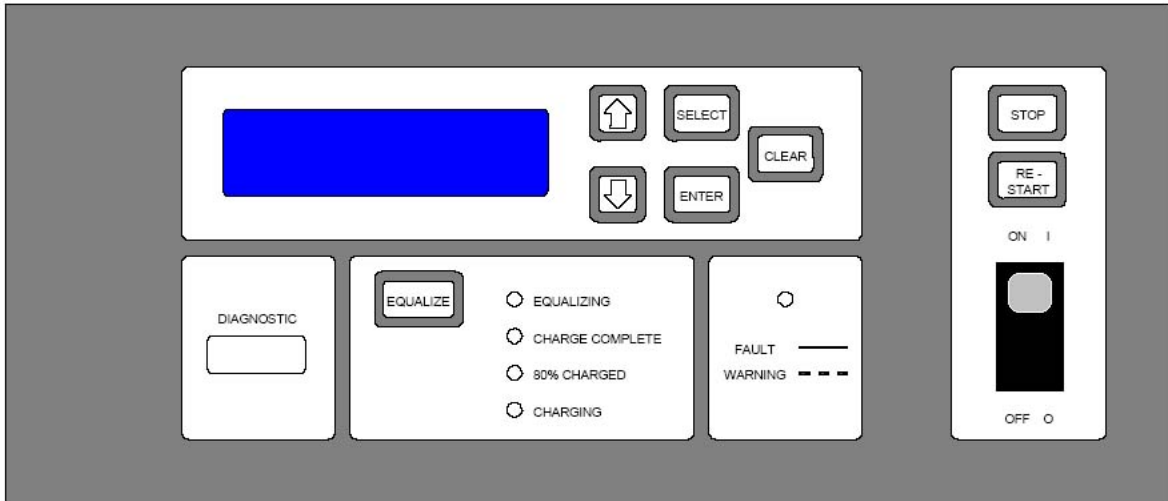 SELECT
CLEAR
ENTER
STOP
RE -
START
ON I
OFF O
DIAGNOSTIC
EQUALIZE
EQUALIZING
CHARGE COMPLETE
80% CHARGED
CHARGING
FAULT
WARNING